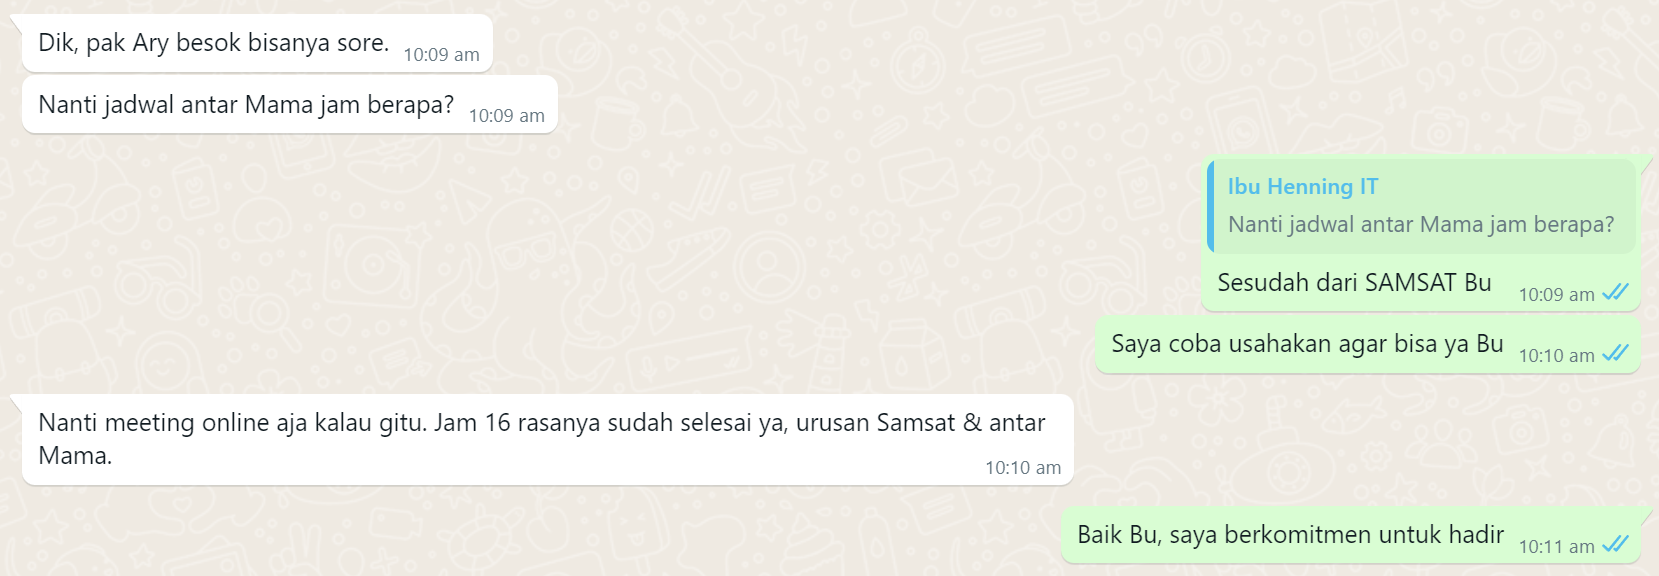 Dik, pak Ary besok bisanya sore. 10:09 am
Nanti jadwal antar Mama jam berapa? 10:09 am
Ibu Henning IT
Nanti jadwal antar Mama jam berapa?
Sesudah dari SAMSAT Bu 10:09 am
Saya coba usahakan agar bisa ya Bu 10:10 am
Nanti meeting online aja kalau gitu. Jam 16 rasanya sudah selesai ya, urusan Samsat & antar
Mama. 10:10 am
Baik Bu, saya berkomitmen untuk hadir 10:11 am